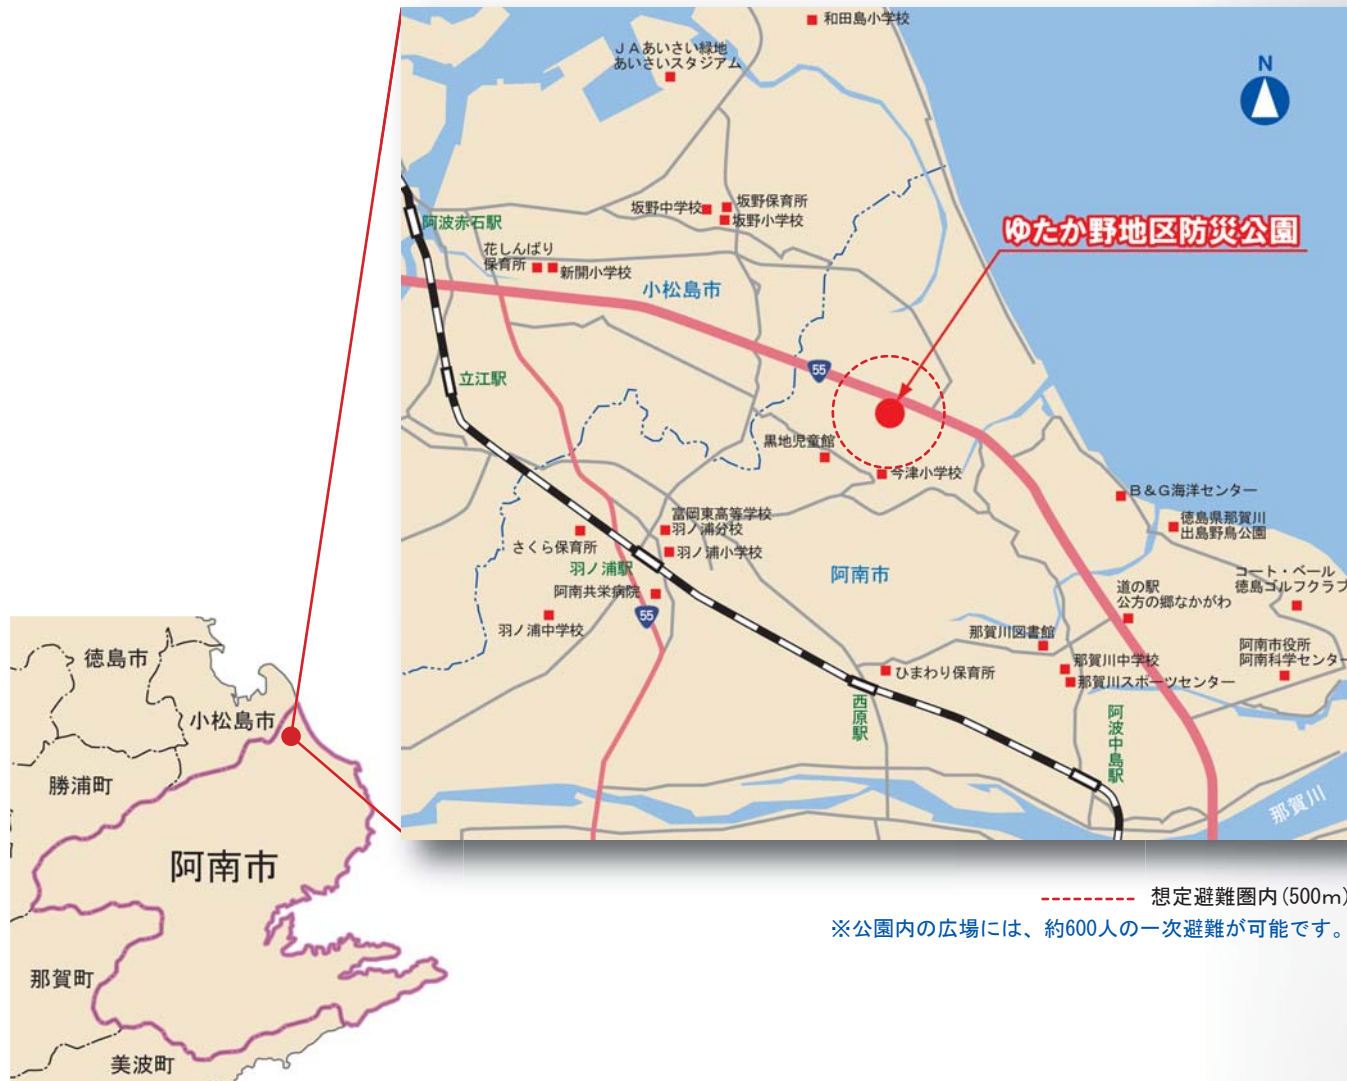 和田島小学校
JAあいさい緑地
あいさいスタジアム
N
坂野中学校
坂野保育所
坂野小学校
阿波赤石駅
花しんばり
保育所
新開小学校
ゆたか野地区防災公園
小松島市
55
立江駅
黒地児童館
今津小学校
B&G海洋センター
富岡東高等学校
羽ノ浦分校
徳島県那賀川
出島野鳥公園
さくら保育所
羽ノ浦小学校
羽ノ浦駅
阿南市
コート・ベール
徳島ゴルフクラブ
阿南共栄病院
道の駅
公方の郷なかがわ
55
羽ノ浦中学校
那賀川図書館
阿南市役所
阿南科学センター
ひまわり保育所
那賀川中学校
那賀川スポーツセンター
西原駅
阿波中島駅
那賀川
徳島市
小松島市
勝浦町
阿南市
那賀町
美波町
想定避難圏内(500m)
※公園内の広場には、約600人の一次避難が可能です。